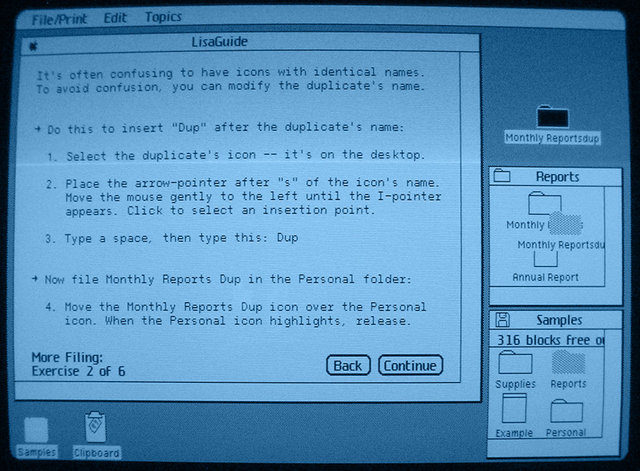 File/Print Edit Topics
LisaGuide
It's often confusing to have icons with identical names.
To avoid confusion, you can modify the duplicate's name.
Do this to insert "Dup" after the duplicate's name:
1. Select the duplicate's icon -- it's on the desktop.
2. Place the arrow-pointer after "s" of the icon's name.
Move the mouse gently to the left until the I-pointer
appears. Click to select an insertion point.
3. Type a space, then type this: Dup
Now file Monthly Reports Dup in the Personal folder:
4. Move the Monthly Reports Dup icon over the Personal
icon. When the Personal icon highlights, release.
More Filing:
Exercise 2 of 6
Back Continue
Monthly Reportsdup
Reports
Monthly
Monthly Reportsdu
Annual Report
Samples
316 blocks free
Supplies Reports
Example Personal
Samples Clipboard